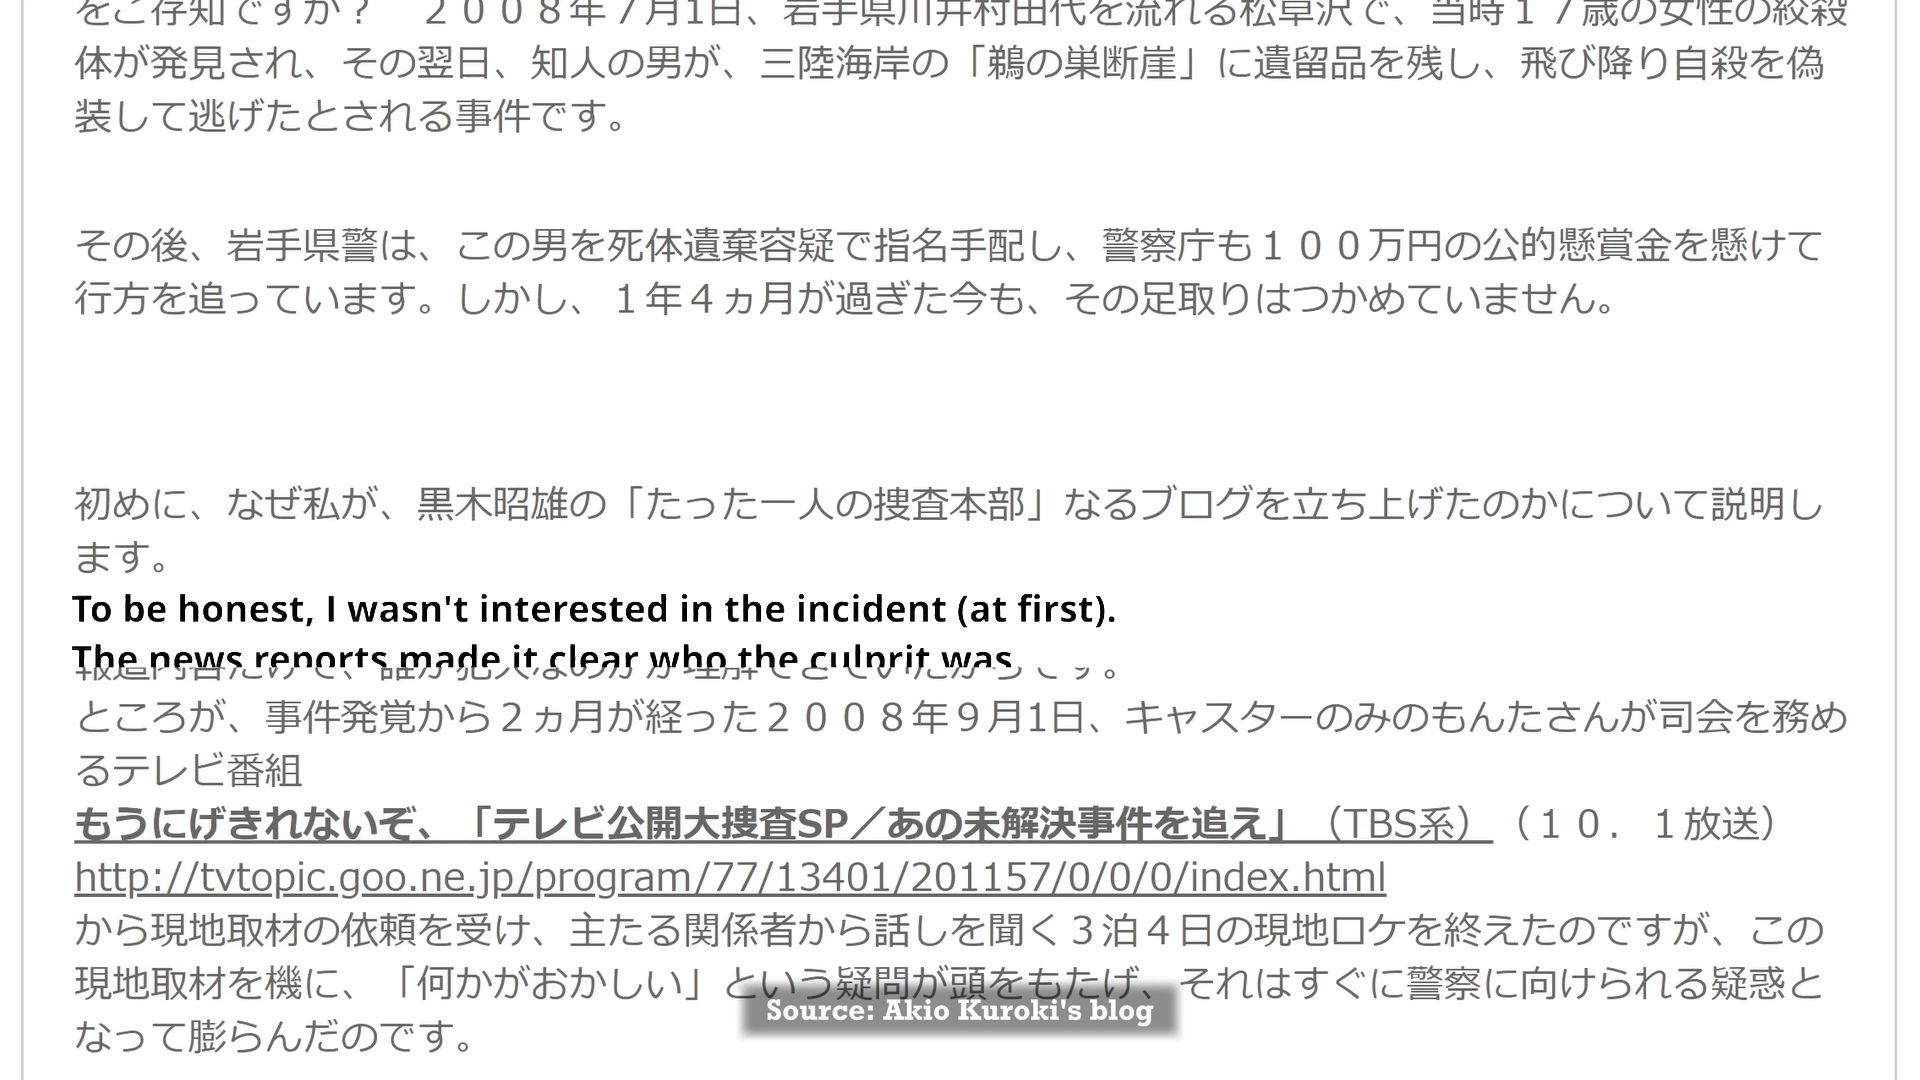 をご存知ですか？　２００８年７月1日、岩手県川井村田代を流れる松草沢で、当時１７歳の女性の絞殺
体が発見され、その翌日、知人の男が、三陸海岸の「鵜の巣断崖」に遺留品を残し、飛び降り自殺を偽
装して逃げたとされる事件です。
その後、岩手県警は、この男を死体遺棄容疑で指名手配し、警察庁も１００万円の公的懸賞金を懸けて
行方を追っています。しかし、１年４ヵ月が過ぎた今も、その足取りはつかめていません。
初めに、なぜ私が、黒木昭雄の「たった一人の捜査本部」なるブログを立ち上げたのかについて説明し
ます。
To be honest, I wasn't interested in the incident (at first).
The news reports made it clear who the culprit was
ところが、事件発覚から２ヵ月が経った２００８年９月1日、キャスターのみのもんたさんが司会を務め
るテレビ番組
もうにげきれないぞ、「テレビ公開大捜査SP／あの未解決事件を追え」（TBS系）（１０．１放送）
http://tvtopic.goo.ne.jp/program/77/13401/201157/0/0/0/index.html
から現地取材の依頼を受け、主たる関係者から話しを聞く３泊４日の現地ロケを終えたのですが、この
現地取材を機に、「何かがおかしい」という疑問が頭をもたげ、それはすぐに警察に向けられる疑惑と
なって膨らんだのです。
Source: Akio Kuroki's blog